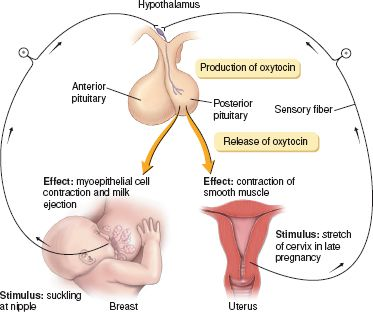 Hypothalamus
Production of oxytocin
Anterior
pituitary
Posterior
pituitary
Sensory fiber
Release of oxytocin
Effect: myoepithelial cell
contraction and milk
ejection
Effect: contraction of
smooth muscle
Stimulus: stretch
of cervix in late
pregnancy
Stimulus: suckling
at nipple
Breast
Uterus